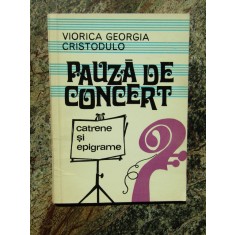 VIORICA GEORGIA
CRISTODULO
PAUZĂ DE
CONCERT
catrene
și
epigrame